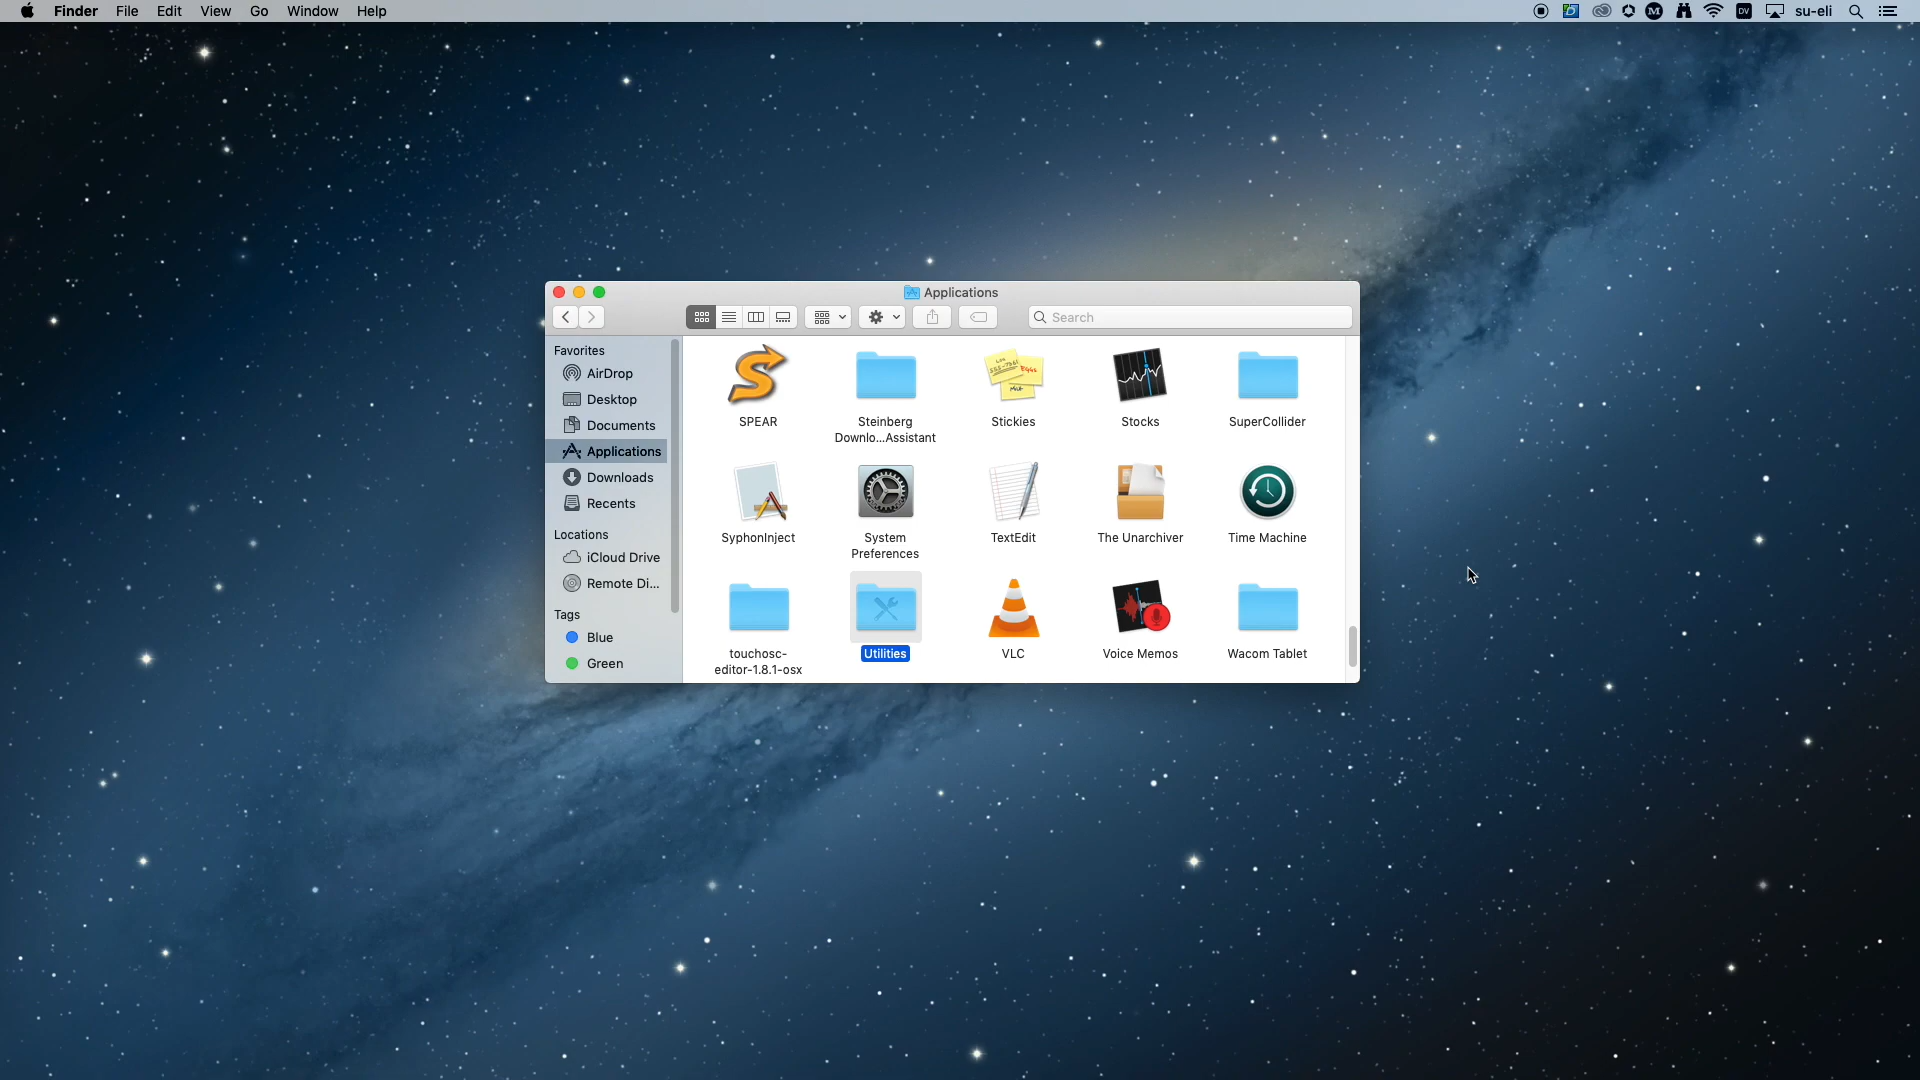 Finder File Edit View Go Window Help
DV su-eli
Applications
Search
Favorites
AirDrop
Desktop
Documents
Applications
Downloads
Recents
Locations
iCloud Drive
Remote Di...
Tags
Blue
Green
SPEAR
Steinberg
Downlo...Assistant
Stickies
Stocks
SuperCollider
SyphonInject
System
Preferences
TextEdit
The Unarchiver
Time Machine
touchosc-
editor-1.8.1-osx
Utilities
VLC
Voice Memos
Wacom Tablet